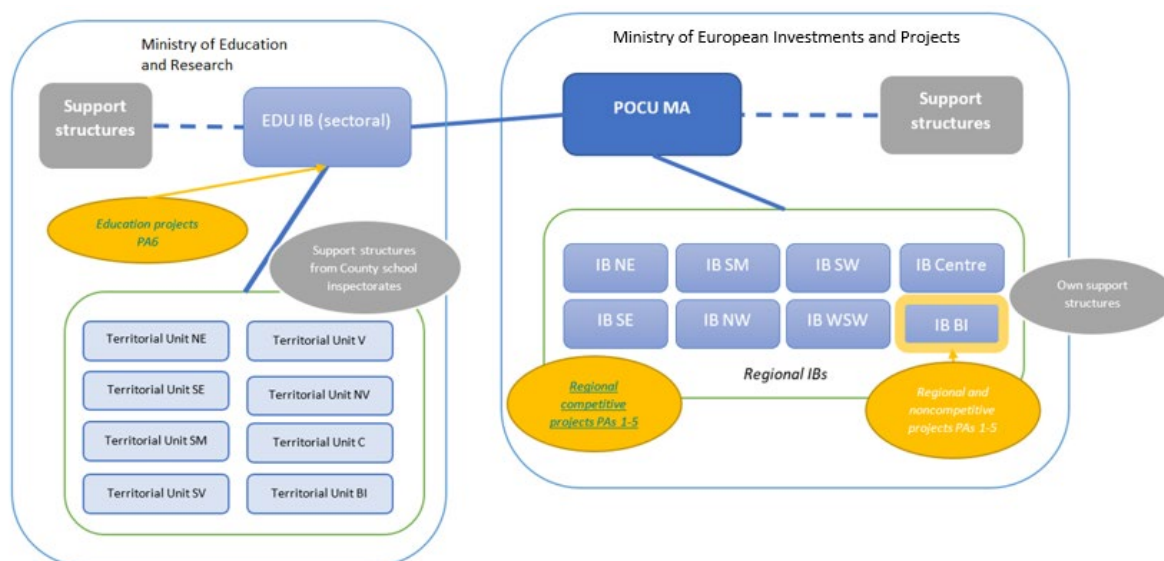 Ministry of Education
and Research
Support
structures
EDU IB (sectoral)
Education projects
PA6
Support structures
from County school
inspectorates
Territorial Unit NE
Territorial Unit V
Territorial Unit SE
Territorial Unit NV
Territorial Unit SM
Territorial Unit C
Territorial Unit SV
Territorial Unit BI
Ministry of European Investments and Projects
POCU MA
Support
structures
IB NE
IB SM
IB SW
IB Centre
IB SE
IB NW
IB WSW
IB BI
Own support
structures
Regional IBs
Regional
competitive
projects PAs 1-5
Regional and
noncompetitive
projects PAs 1-5